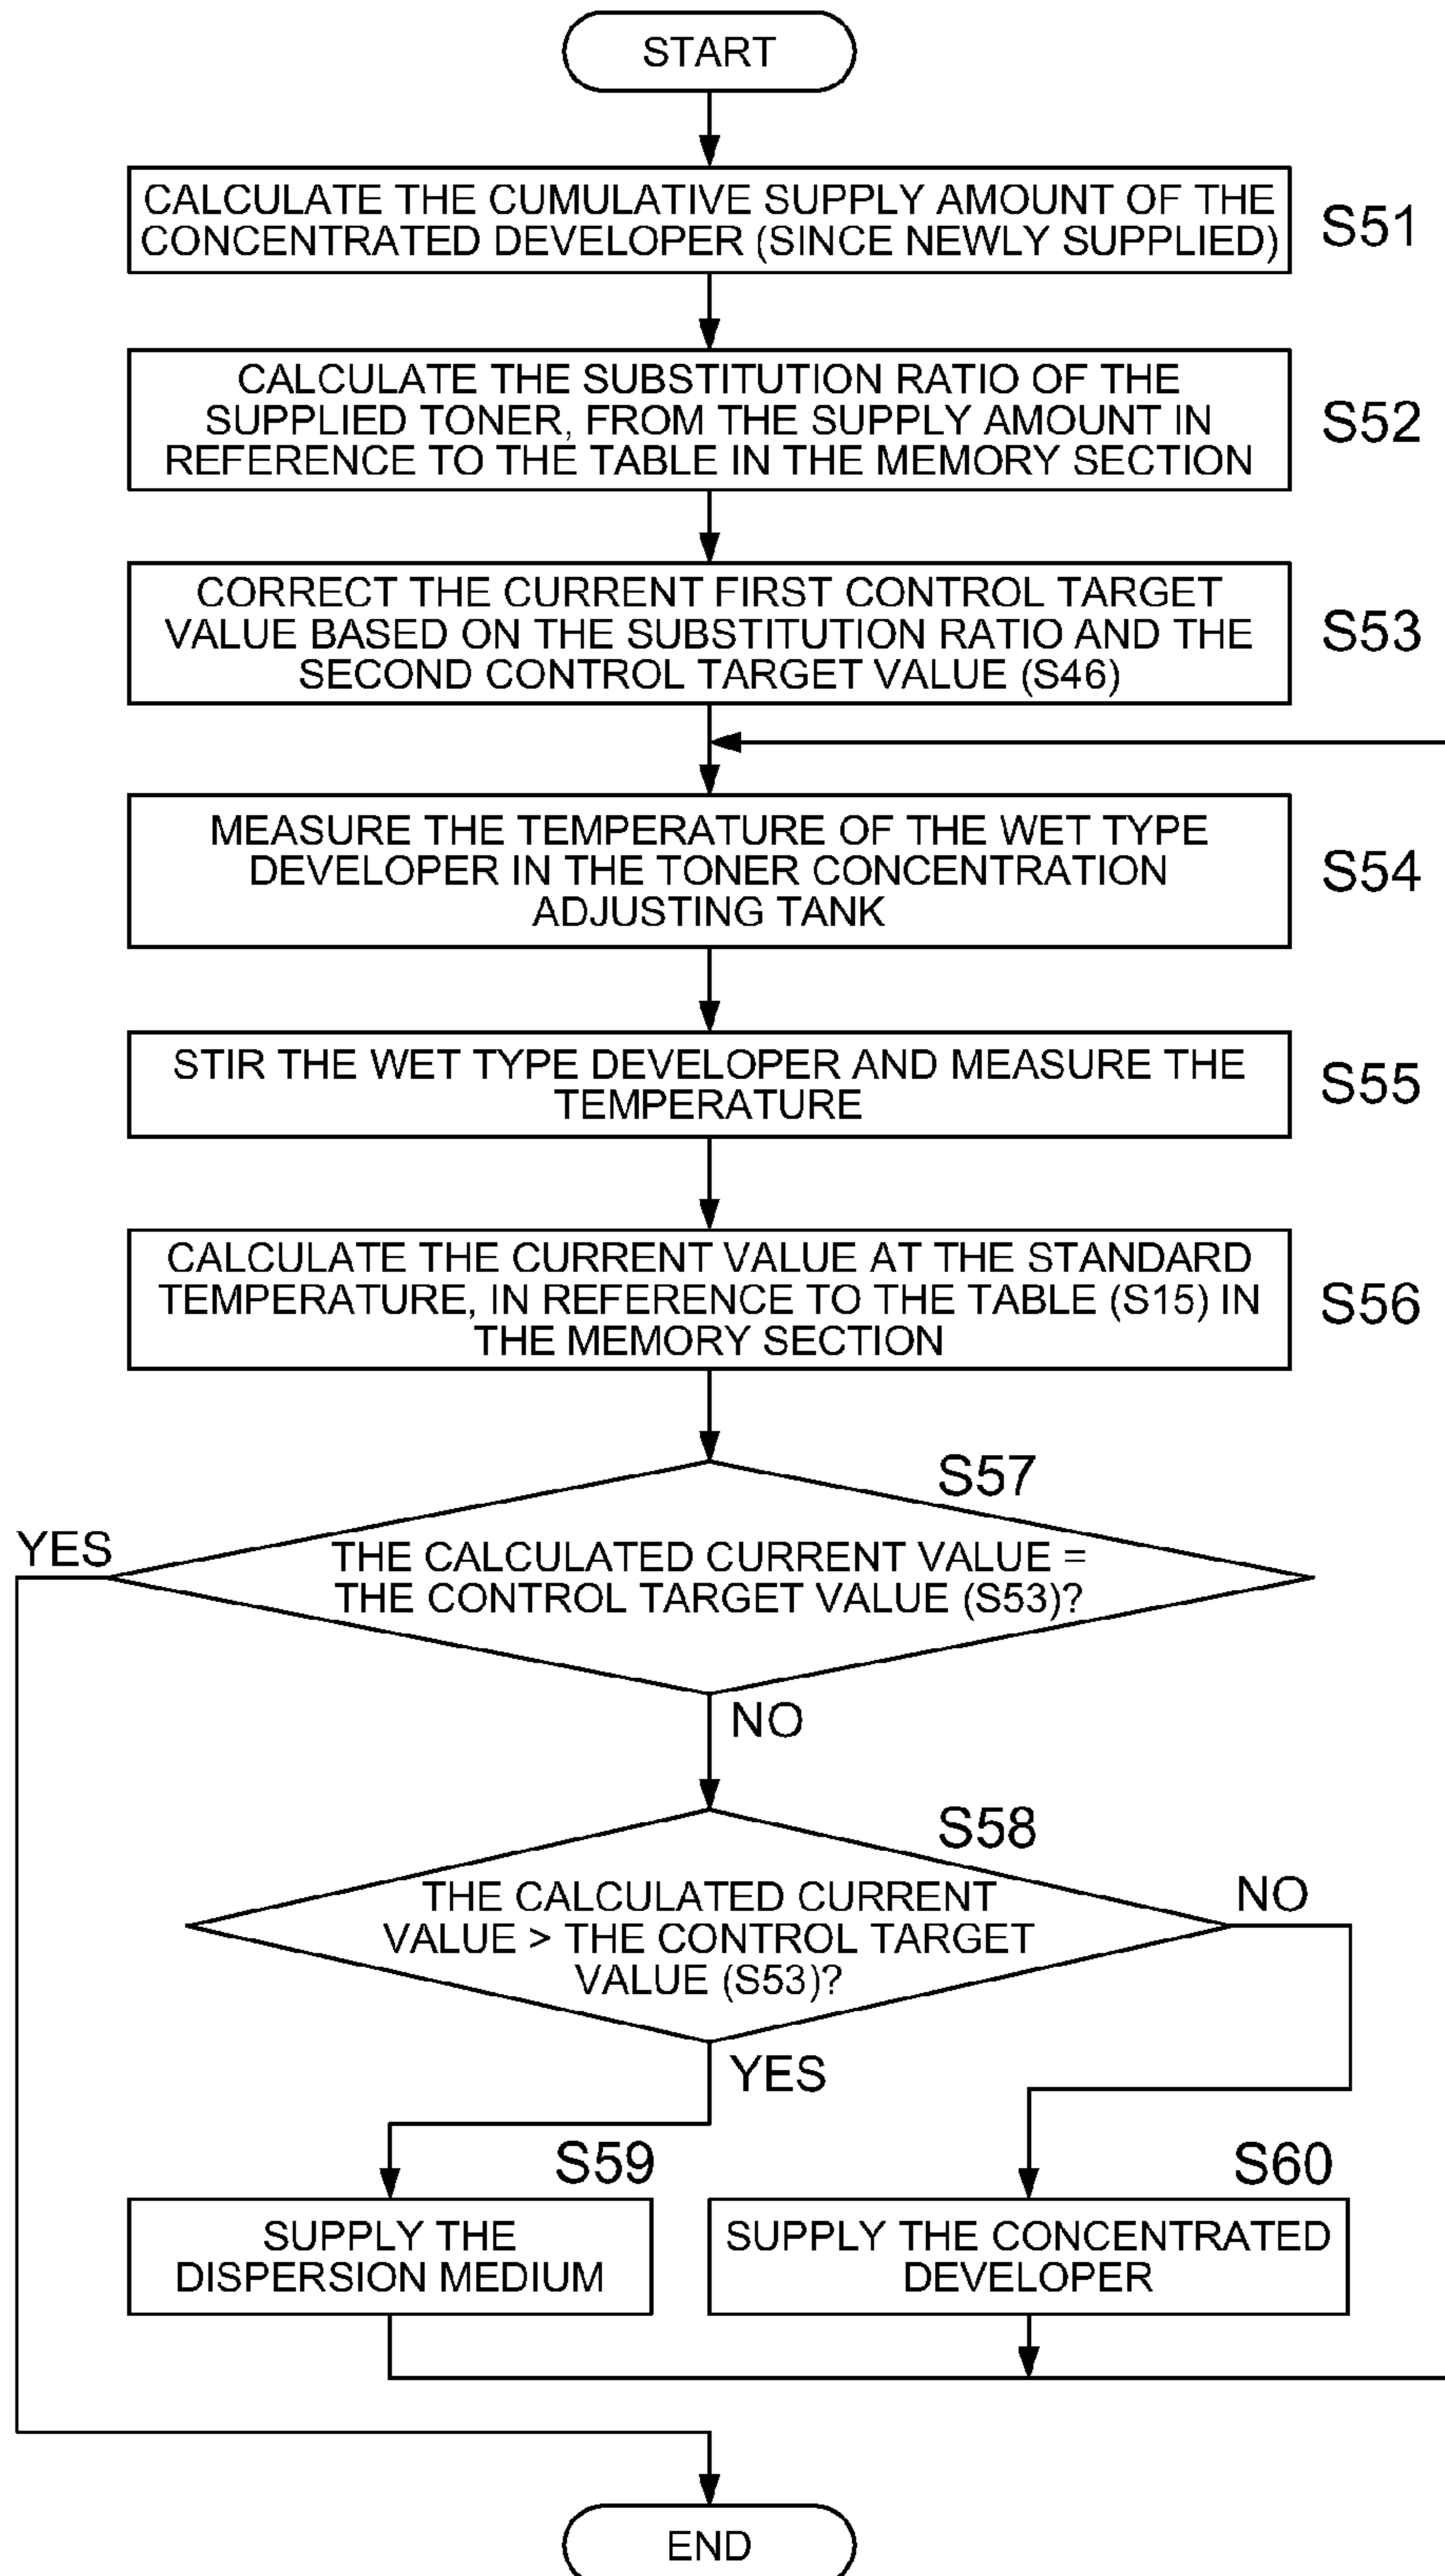 START
CALCULATE THE CUMULATIVE SUPPLY AMOUNT OF THE
CONCENTRATED DEVELOPER (SINCE NEWLY SUPPLIED)
S51
CALCULATE THE SUBSTITUTION RATIO OF THE
SUPPLIED TONER, FROM THE SUPPLY AMOUNT IN
REFERENCE TO THE TABLE IN THE MEMORY SECTION
S52
CORRECT THE CURRENT FIRST CONTROL TARGET
VALUE BASED ON THE SUBSTITUTION RATIO AND THE
SECOND CONTROL TARGET VALUE (S46)
S53
MEASURE THE TEMPERATURE OF THE WET TYPE
DEVELOPER IN THE TONER CONCENTRATION
ADJUSTING TANK
S54
STIR THE WET TYPE DEVELOPER AND MEASURE THE
TEMPERATURE
S55
CALCULATE THE CURRENT VALUE AT THE STANDARD
TEMPERATURE, IN REFERENCE TO THE TABLE (S15) IN
THE MEMORY SECTION
S56
S57
YES
THE CALCULATED CURRENT VALUE =
THE CONTROL TARGET VALUE (S53)?
NO
S58
THE CALCULATED CURRENT
VALUE > THE CONTROL TARGET
VALUE (S53)?
NO
YES
S59
SUPPLY THE
DISPERSION MEDIUM
S60
SUPPLY THE CONCENTRATED
DEVELOPER
END